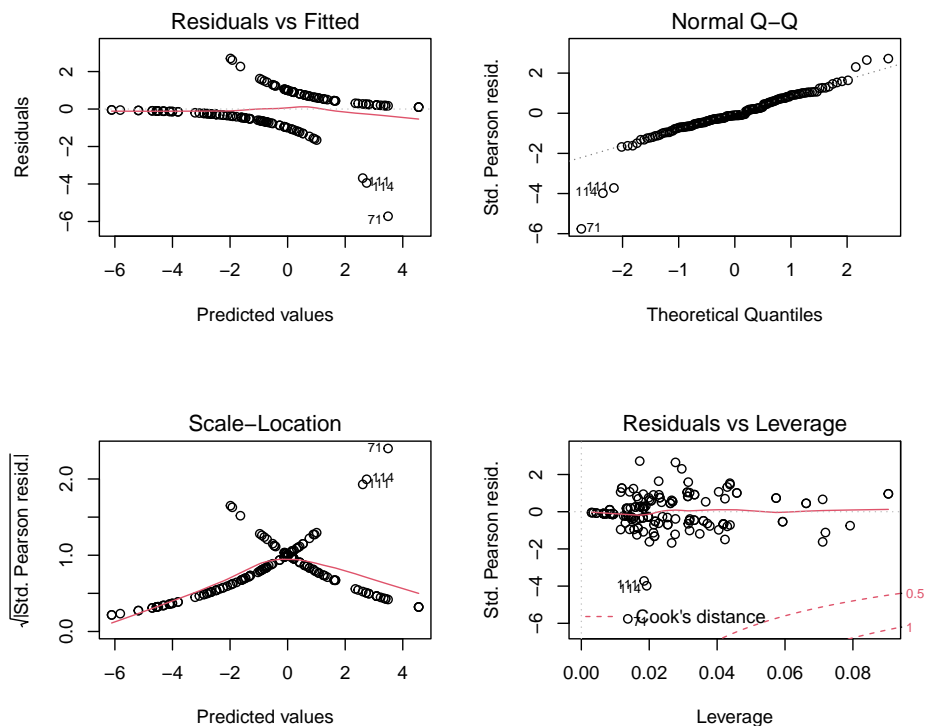 Residuals vs Fitted
Residuals
2
0
−2
−4
−6
111
114
71
−6 −4 −2 0 2 4
Predicted values
Normal Q−Q
Std. Pearson resid.
2
0
−2
−4
−6
111
114
71
−2 −1 0 1 2
Theoretical Quantiles
Scale−Location
√|Std. Pearson resid.|
2.0
1.0
0.0
71
114
111
−6 −4 −2 0 2 4
Predicted values
Residuals vs Leverage
Std. Pearson resid.
2
0
−2
−4
−6
111
114
71
Cook's distance
0.5
1
0.00 0.02 0.04 0.06 0.08
Leverage